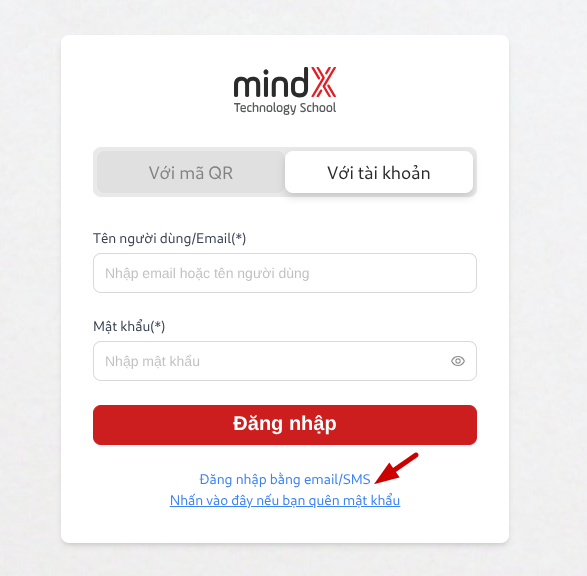 mindX
Technology School
Với mã QR
Với tài khoản
Tên người dùng/Email(*)
Nhập email hoặc tên người dùng
Mật khẩu(*)
Nhập mật khẩu
Đăng nhập
Đăng nhập bằng email/SMS
Nhấn vào đây nếu bạn quên mật khẩu